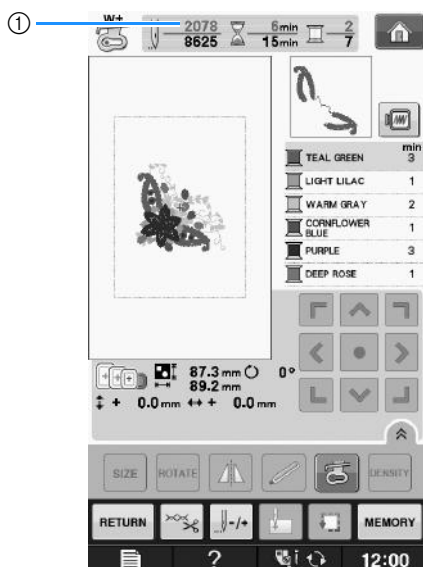 ①
W+
2078
8625
6min
15min
2
7
min
TEAL GREEN 3
LIGHT LILAC 1
WARM GRAY 2
CORNFLOWER
BLUE 1
PURPLE 3
DEEP ROSE 1
87.3 mm 0°
89.2 mm
+ 0.0 mm + 0.0 mm
SIZE ROTATE DENSITY
RETURN -/+ MEMORY
? i 12:00